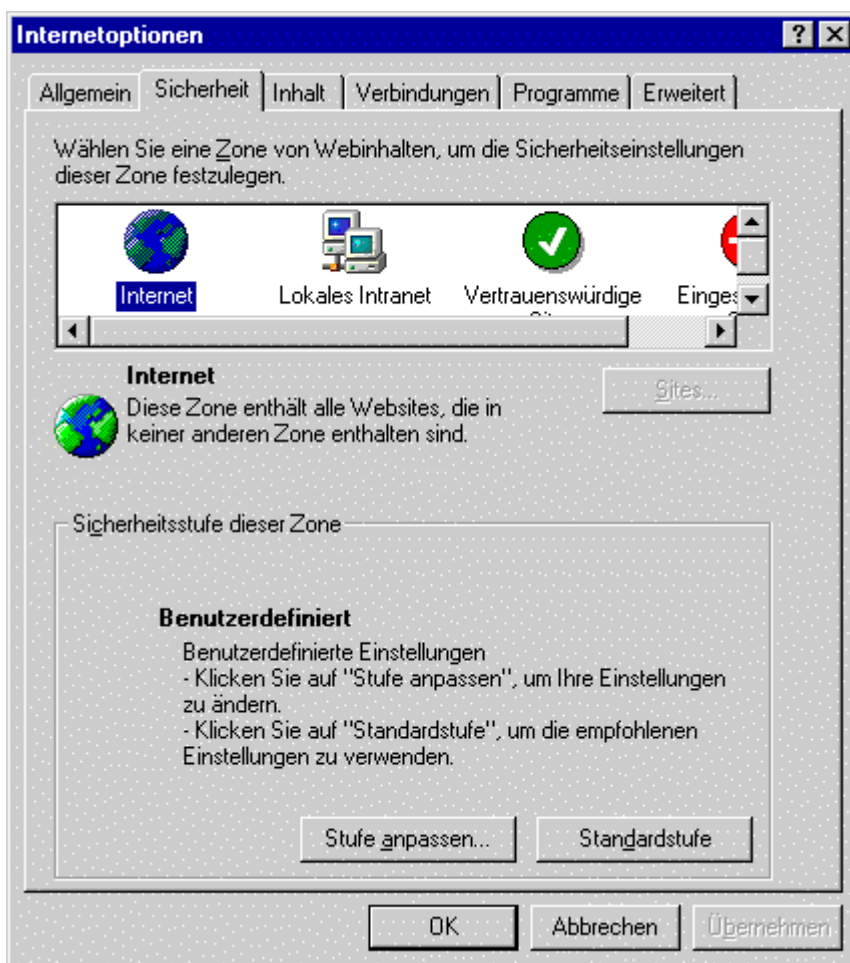 Internetoptionen
Allgemein Sicherheit Inhalt Verbindungen Programme Erweitert
Wählen Sie eine Zone von Webinhalten, um die Sicherheitseinstellungen
dieser Zone festzulegen.
Internet Lokales Intranet Vertrauenswürdige
Internet
Sites...
Diese Zone enthält alle Websites, die in
keiner anderen Zone enthalten sind.
Sicherheitsstufe dieser Zone
Benutzerdefiniert
Benutzerdefinierte Einstellungen
- Klicken Sie auf "Stufe anpassen", um Ihre Einstellungen
zu ändern.
- Klicken Sie auf "Standardstufe", um die empfohlenen
Einstellungen zu verwenden.
Stufe anpassen... Standardstufe
OK Abbrechen Übernehmen